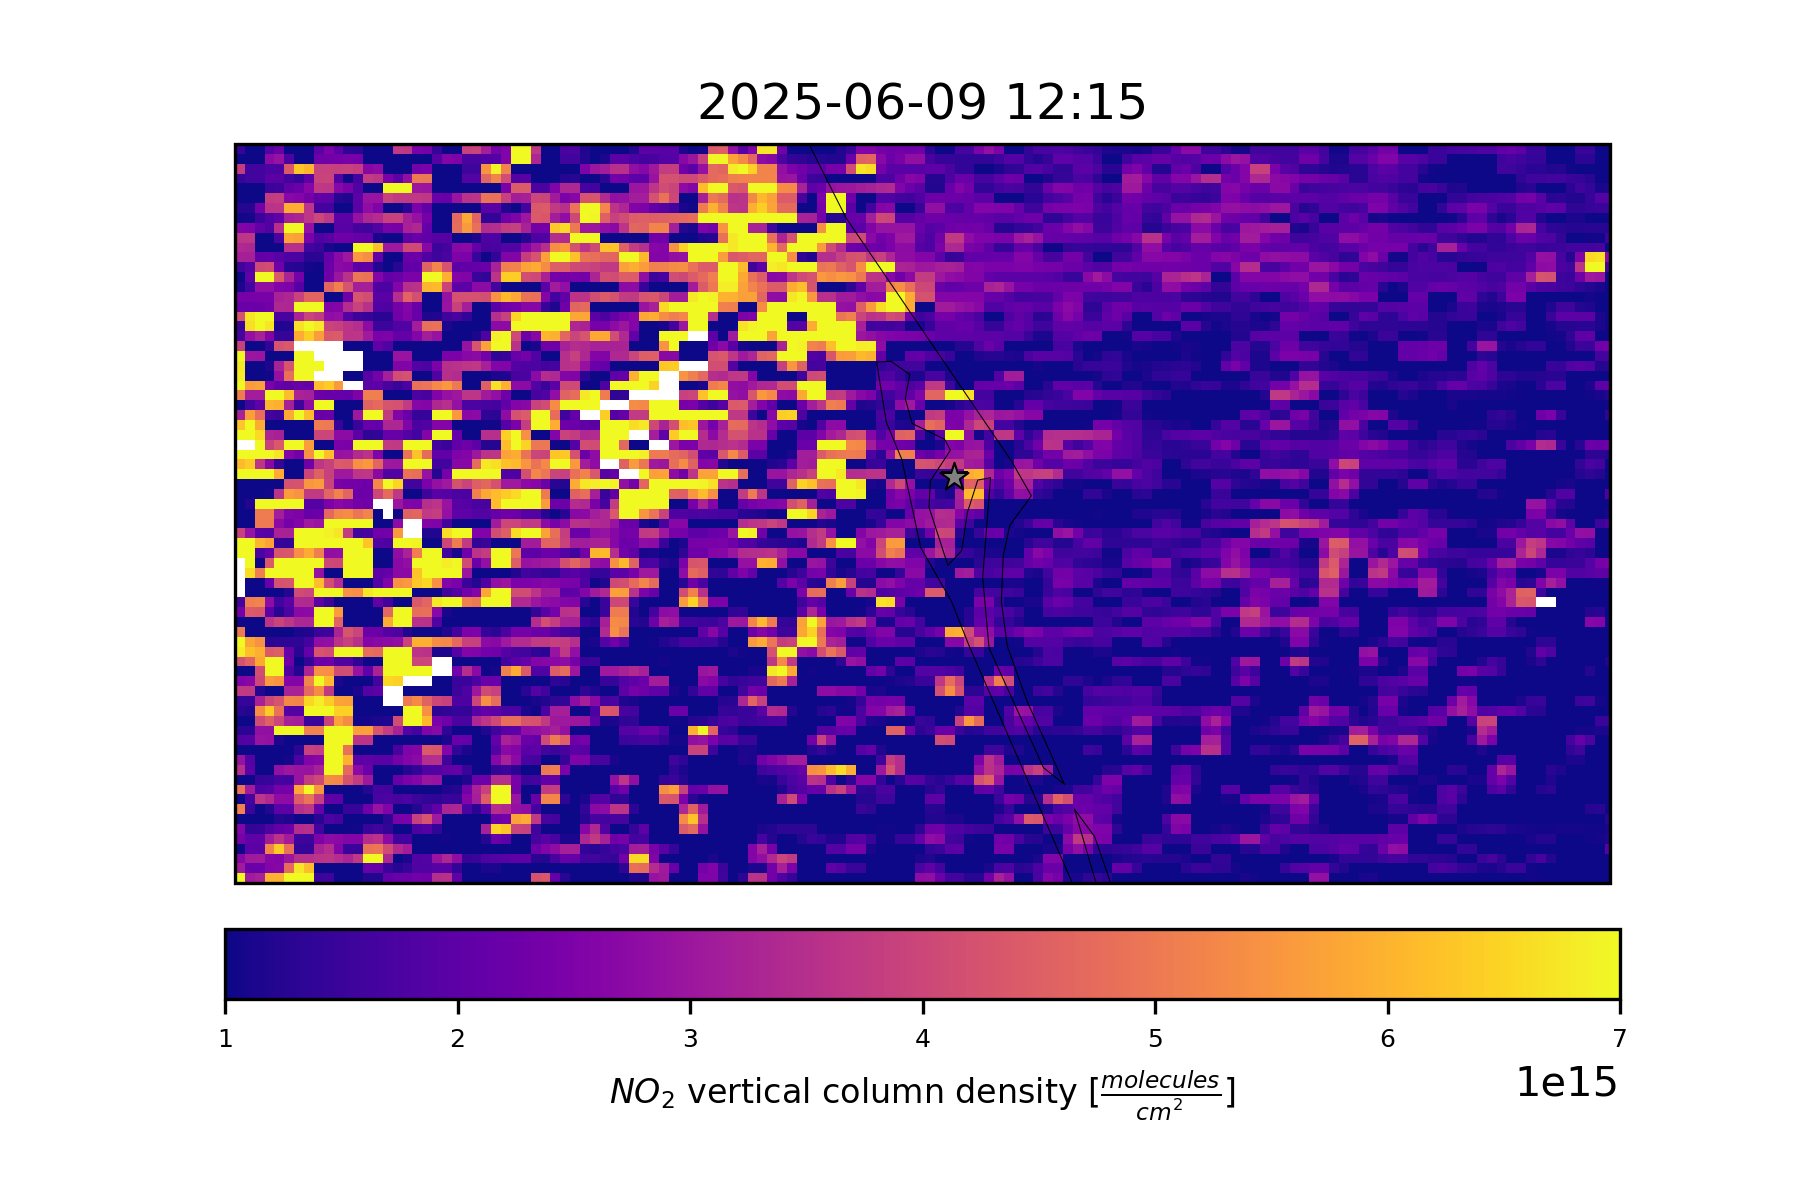 2025-06-09 12:15
1 2 3 4 5 6 7
1e15
NO₂ vertical column density [molecules/cm²]